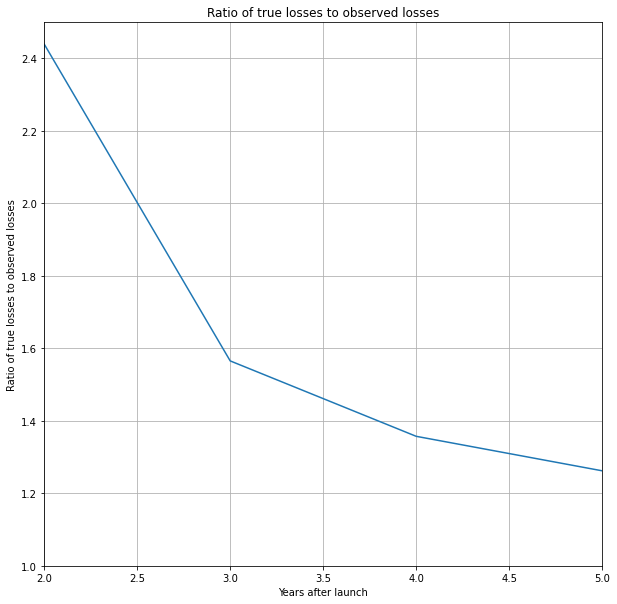 Ratio of true losses to observed losses
Ratio of true losses to observed losses
2.4
2.2
2.0
1.8
1.6
1.4
1.2
1.0
2.0 2.5 3.0 3.5 4.0 4.5 5.0
Years after launch